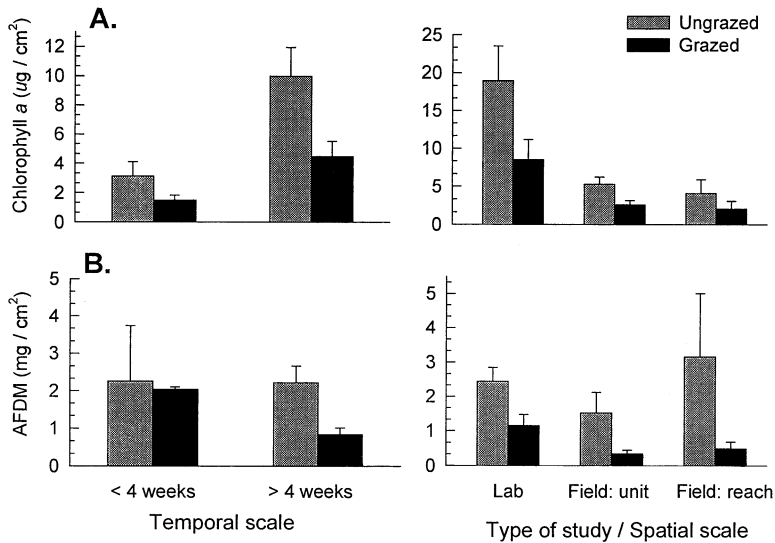 A.
Chlorophyll a (ug / cm²)
12
10
8
6
4
2
0
25
20
15
10
5
0
Ungrazed
Grazed
B.
AFDM (mg / cm²)
5
4
3
2
1
0
5
4
3
2
1
0
< 4 weeks
> 4 weeks
Temporal scale
Lab
Field: unit
Field: reach
Type of study / Spatial scale